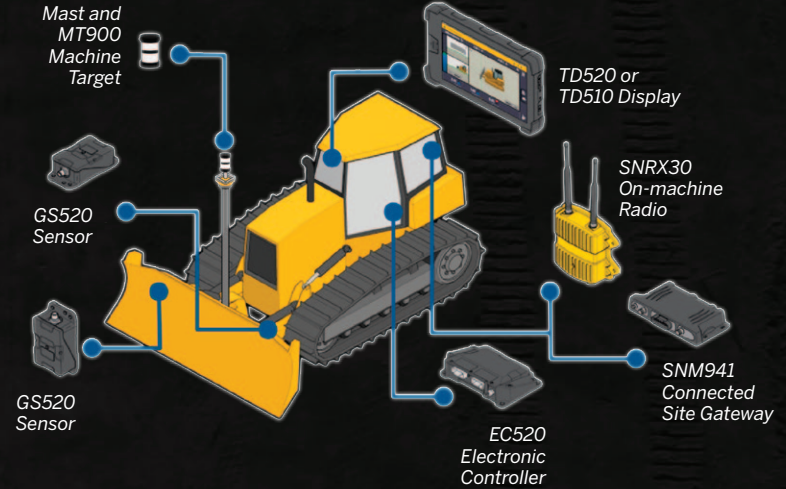 Mast and
MT900
Machine
Target
TD520 or
TD510 Display
GS520
Sensor
SNRX30
On-machine
Radio
GS520
Sensor
SNM941
Connected
Site Gateway
EC520
Electronic
Controller